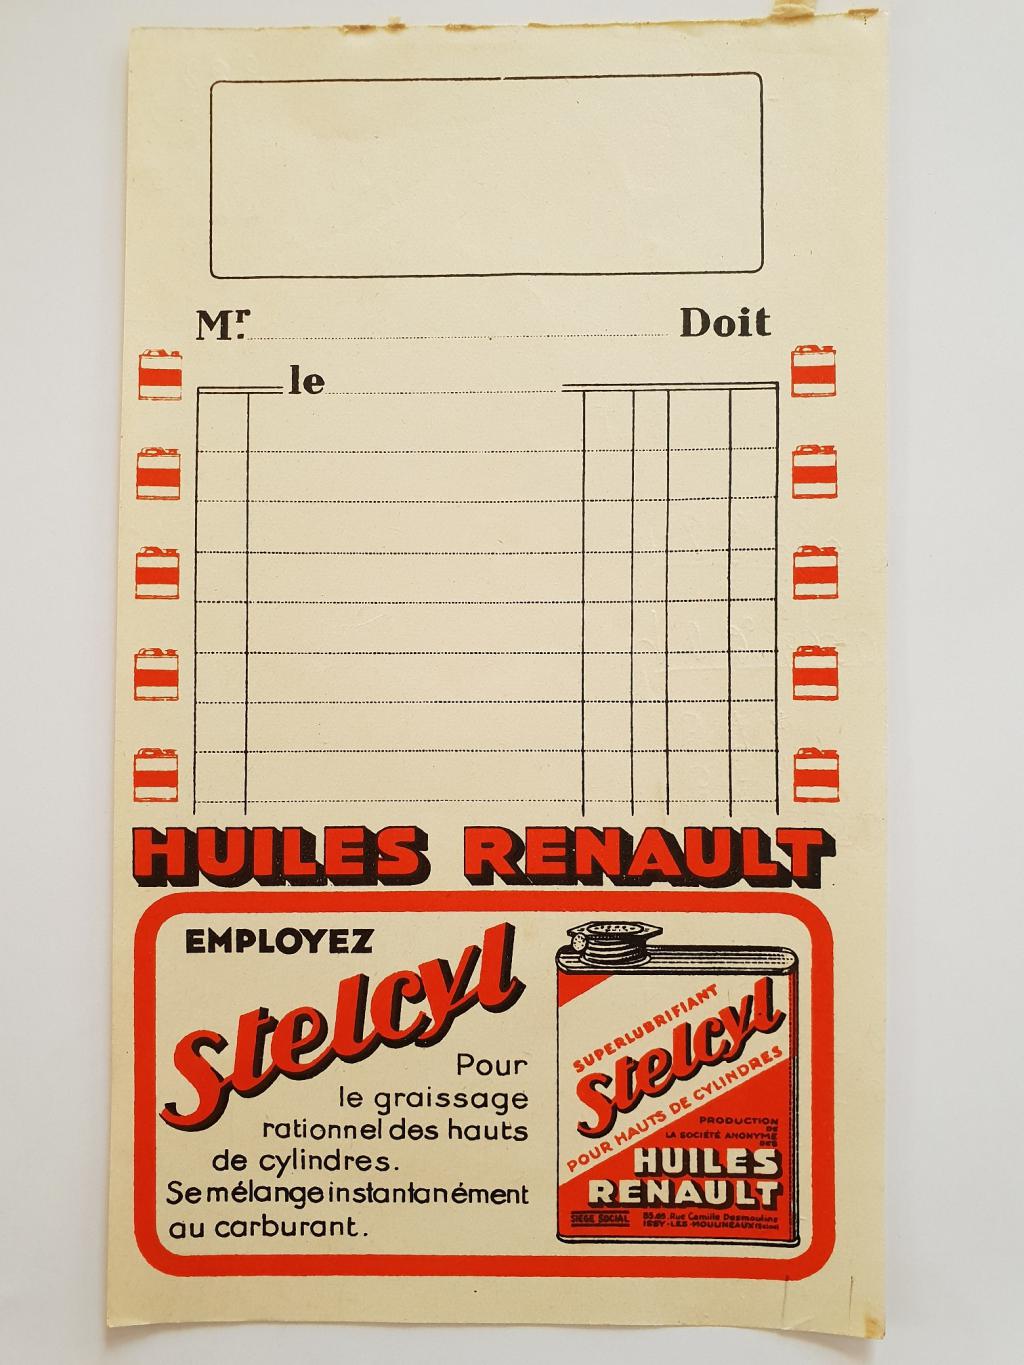 Mr. Doit
le
HUILES RENAULT
EMPLOYEZ
Stelcyl
Pour
le graissage
rationnel des hauts
de cylindres.
Se mélange instantanément
au carburant.
SUPERLUBRIFIANT
Stelcyl
POUR HAUTS DE CYLINDRES
PRODUCTION
DE
LA SOCIÉTÉ ANONYME
DES
HUILES
RENAULT
SIEGE SOCIAL Rue Camille Desmoulins
ISSY-LES-MOULINEAUX